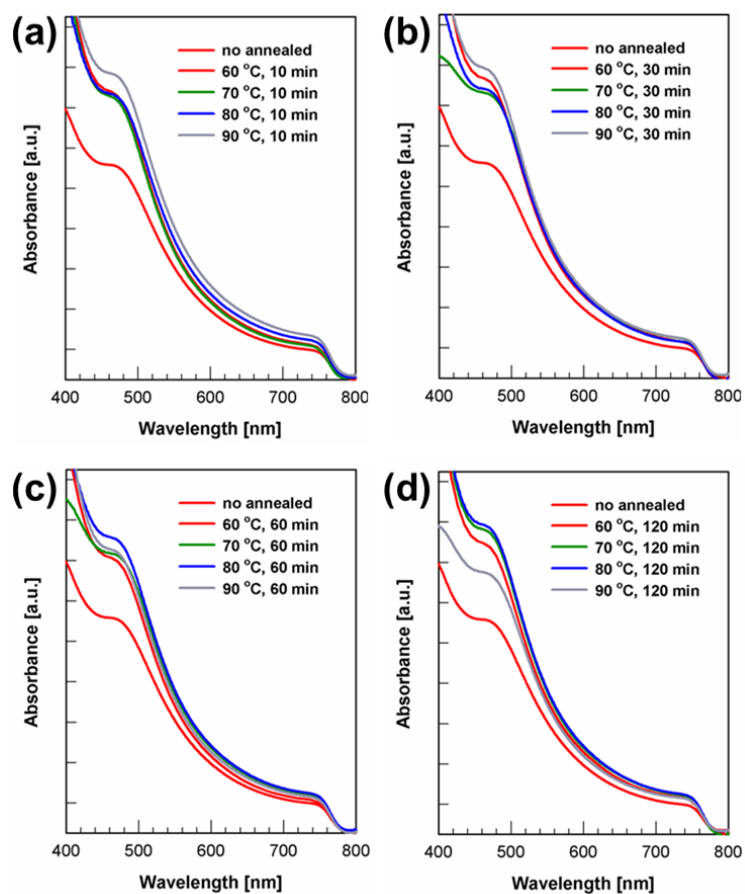 (a)
no annealed
60 °C, 10 min
70 °C, 10 min
80 °C, 10 min
90 °C, 10 min
Absorbance [a.u.]
400 500 600 700 800
Wavelength [nm]
(b)
no annealed
60 °C, 30 min
70 °C, 30 min
80 °C, 30 min
90 °C, 30 min
Absorbance [a.u.]
400 500 600 700 800
Wavelength [nm]
(c)
no annealed
60 °C, 60 min
70 °C, 60 min
80 °C, 60 min
90 °C, 60 min
Absorbance [a.u.]
400 500 600 700 800
Wavelength [nm]
(d)
no annealed
60 °C, 120 min
70 °C, 120 min
80 °C, 120 min
90 °C, 120 min
Absorbance [a.u.]
400 500 600 700 800
Wavelength [nm]